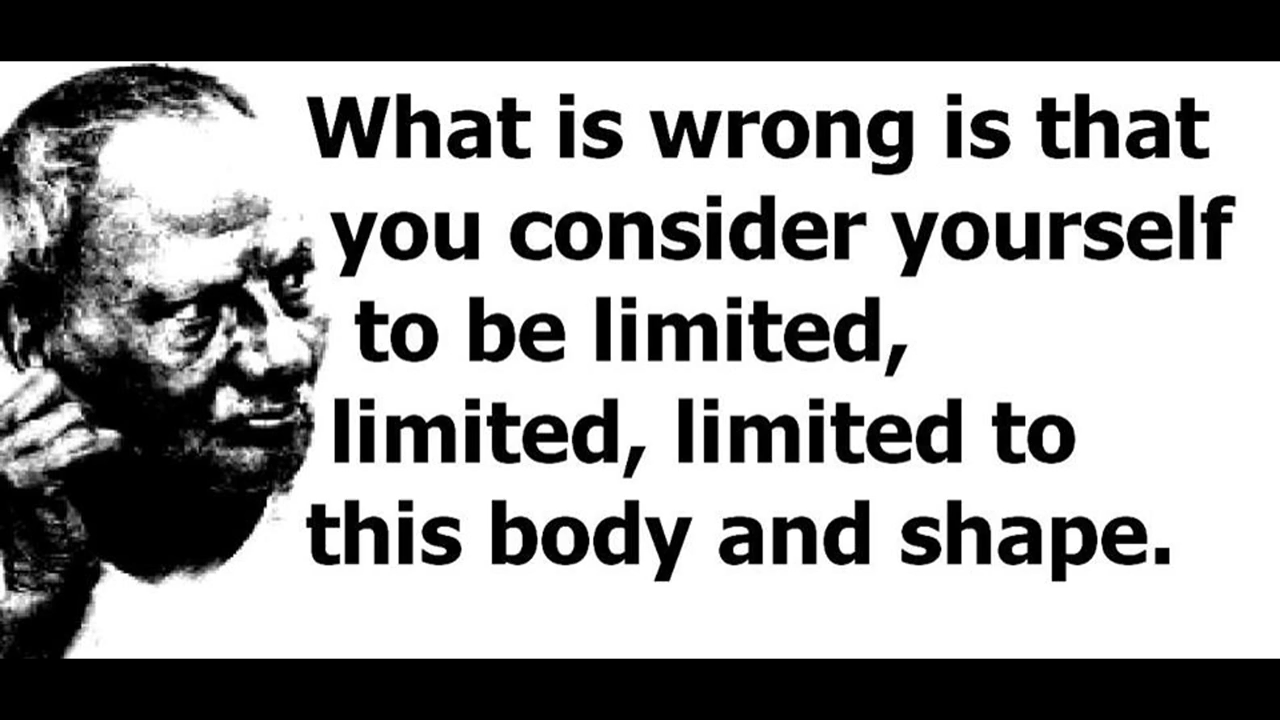 What is wrong is that
you consider yourself
to be limited,
limited, limited to
this body and shape.